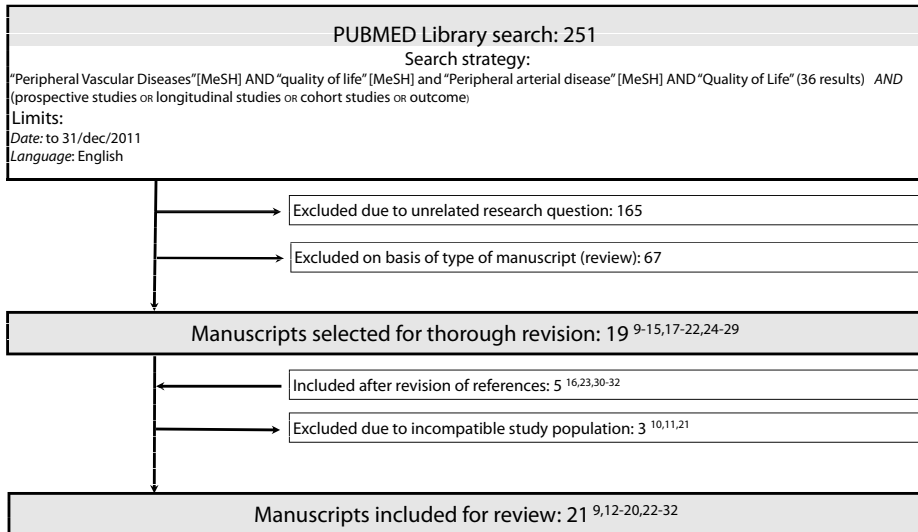 PUBMED Library search: 251
Search strategy:
"Peripheral Vascular Diseases"[MeSH] AND "quality of life" [MeSH] and "Peripheral arterial disease" [MeSH] AND "Quality of Life" (36 results) AND
(prospective studies OR longitudinal studies OR cohort studies OR outcome)
Limits:
Date: to 31/dec/2011
Language: English
Excluded due to unrelated research question: 165
Excluded on basis of type of manuscript (review): 67
Manuscripts selected for thorough revision: 19 9-15,17-22,24-29
Included after revision of references: 5 16,23,30-32
Excluded due to incompatible study population: 3 10,11,21
Manuscripts included for review: 21 9,12-20,22-32